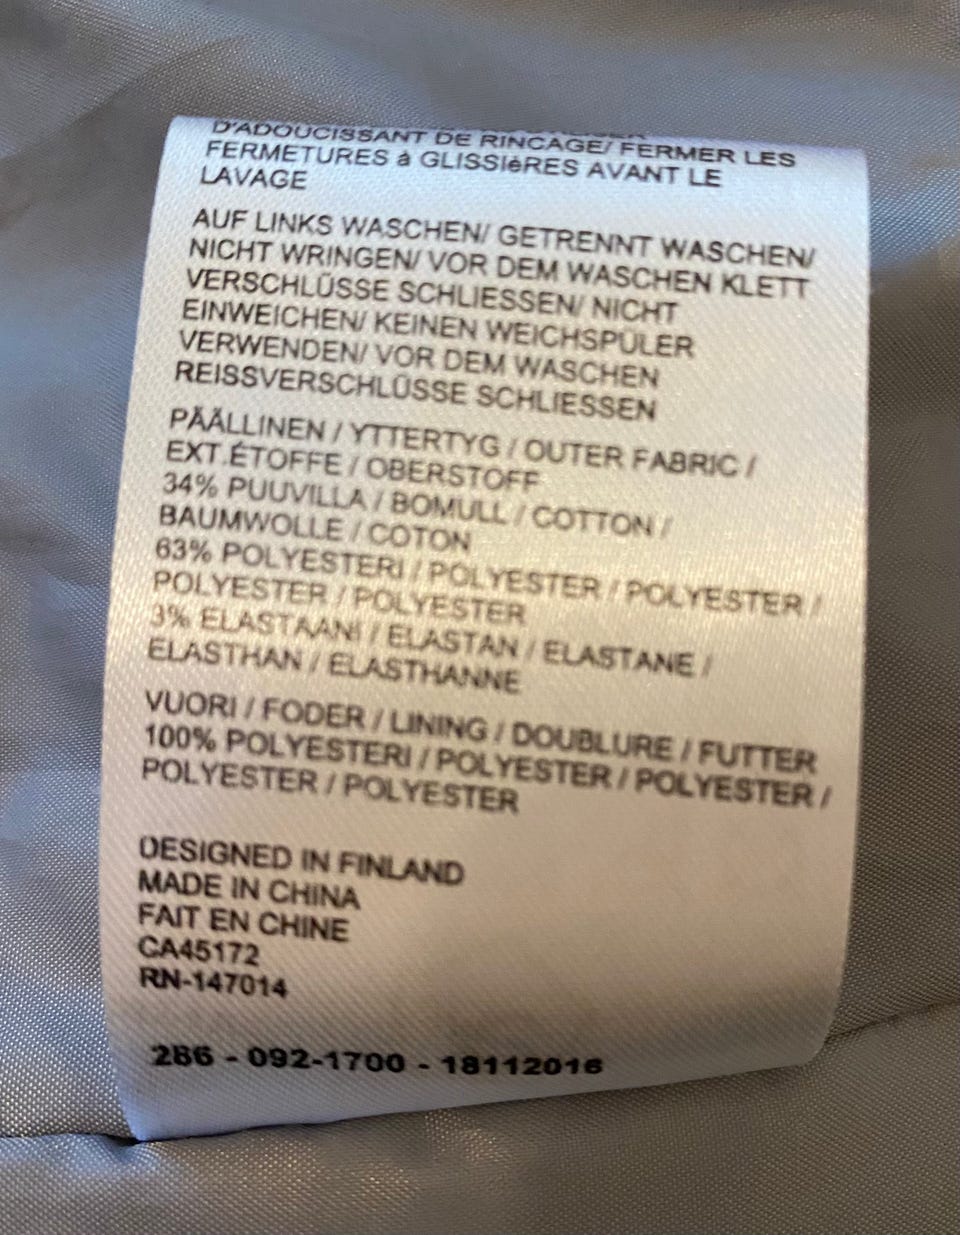 D'ADOUCISSANT DE RINCAGE/ FERMER LES
FERMETURES à GLISSIèRES AVANT LE
LAVAGE
AUF LINKS WASCHEN/ GETRENNT WASCHEN/
NICHT WRINGEN/ VOR DEM WASCHEN KLETT
VERSCHLÜSSE SCHLIESSEN/ NICHT
EINWEICHEN/ KEINEN WEICHSPÜLER
VERWENDEN/ VOR DEM WASCHEN
REISSVERSCHLÜSSE SCHLIESSEN
PÄÄLLINEN / YTTERTYG / OUTER FABRIC /
EXT.ÉTOFFE / OBERSTOFF
34% PUUVILLA / BOMULL / COTTON /
BAUMWOLLE / COTON
63% POLYESTERI / POLYESTER / POLYESTER /
POLYESTER / POLYESTER
3% ELASTAANI / ELASTAN / ELASTANE /
ELASTHAN / ELASTHANNE
VUORI / FODER / LINING / DOUBLURE / FUTTER
100% POLYESTERI / POLYESTER / POLYESTER /
POLYESTER / POLYESTER
DESIGNED IN FINLAND
MADE IN CHINA
FAIT EN CHINE
CA45172
RN-147014
286 - 092-1700 - 18112016